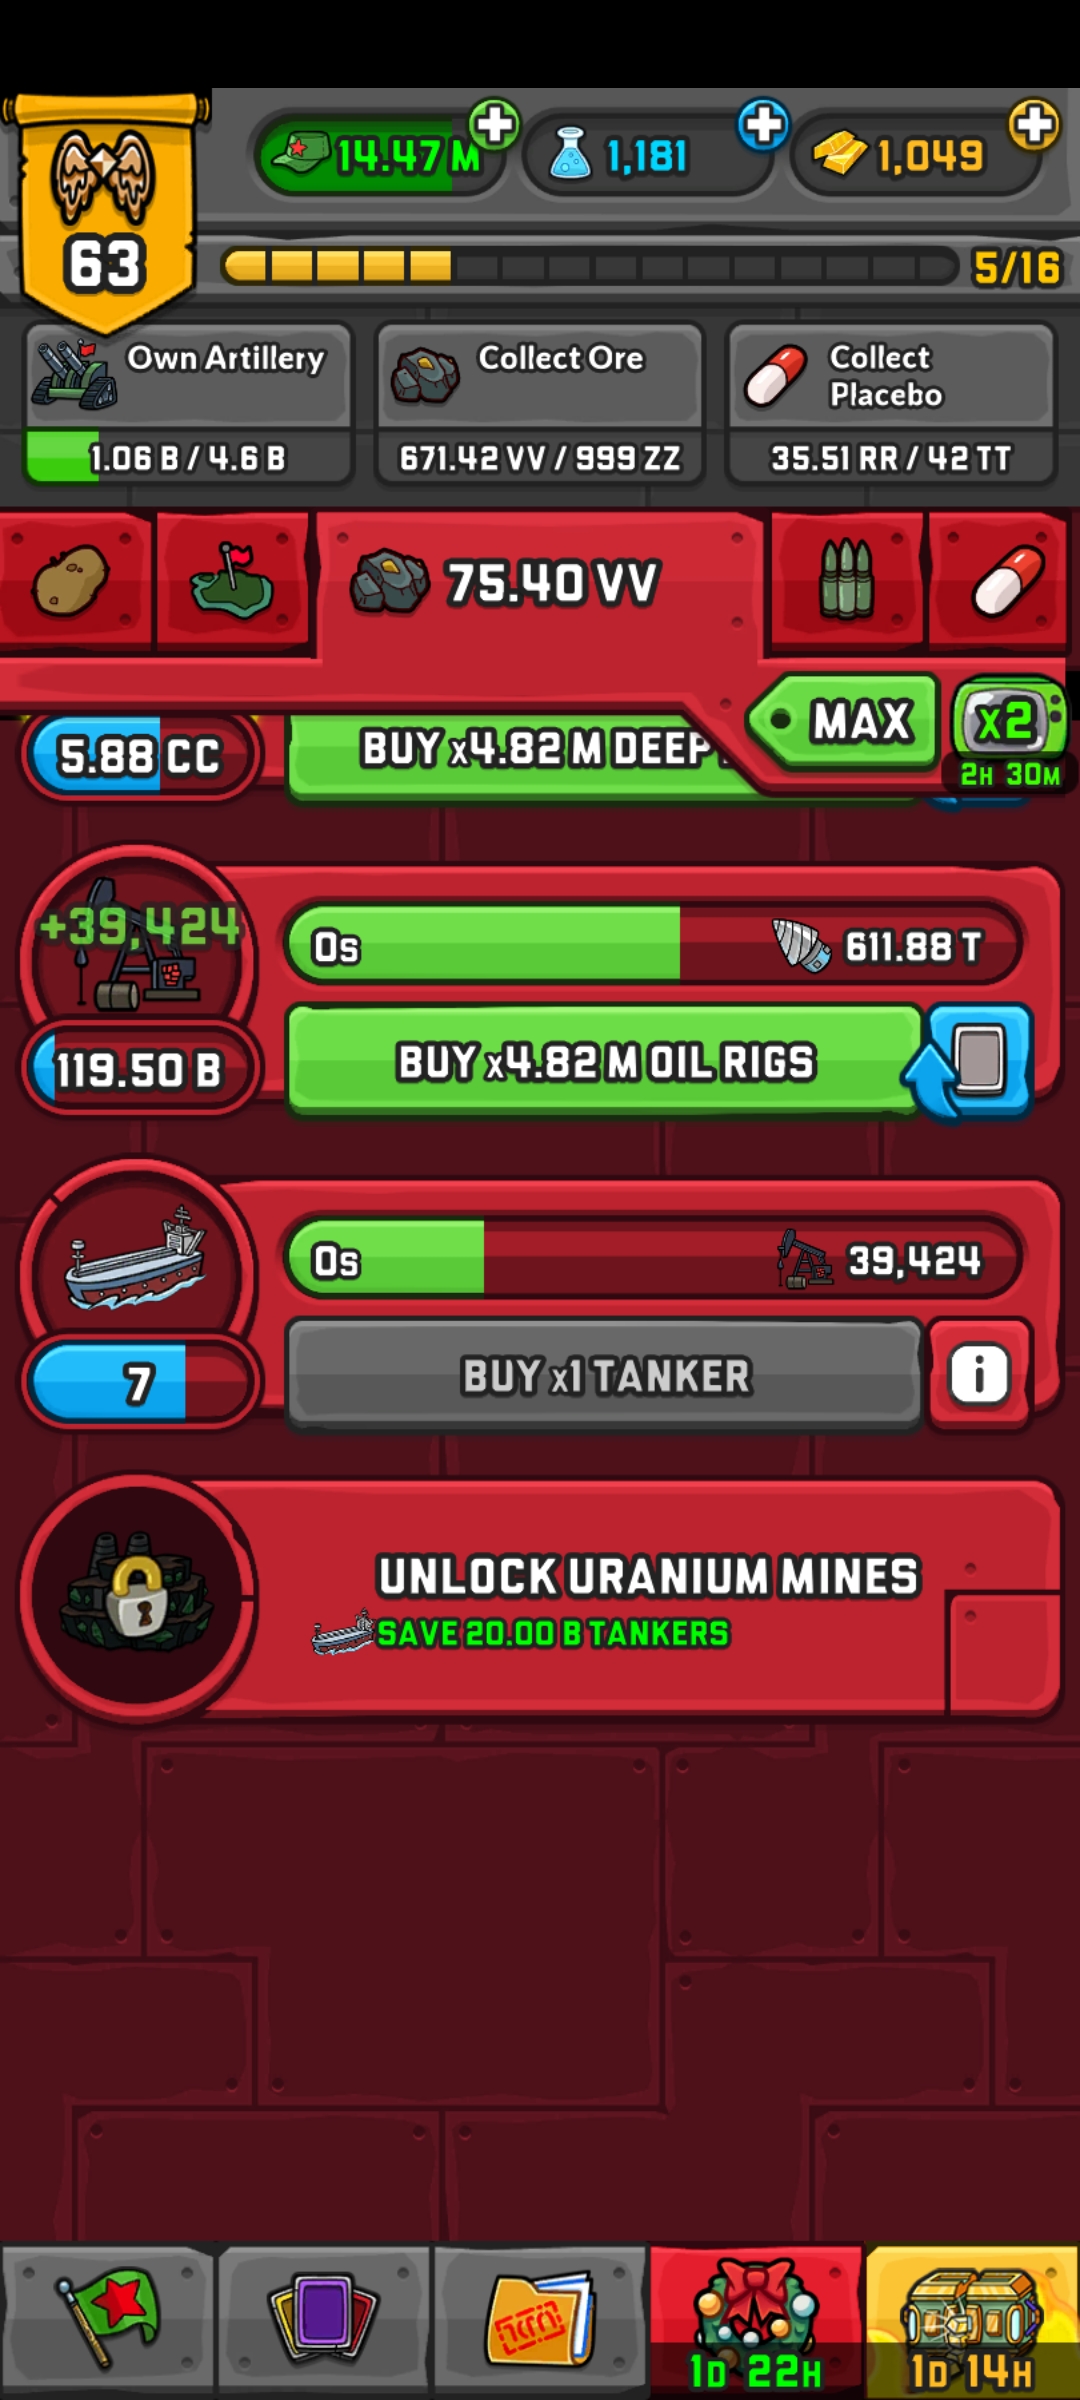 14.47 M
1,181
1,049
63
5/16
Own Artillery
1.06 B / 4.6 B
Collect Ore
671.42 VV / 999 ZZ
Collect
Placebo
35.51 RR / 42 TT
75.40 VV
MAX
x2
2H 30M
5.88 CC
BUY x4.82 M DEEP
+39,424
0s
611.88 T
119.50 B
BUY x4.82 M OIL RIGS
0s
39,424
7
BUY x1 TANKER
i
UNLOCK URANIUM MINES
SAVE 20.00 B TANKERS
1D 22H
1D 14H